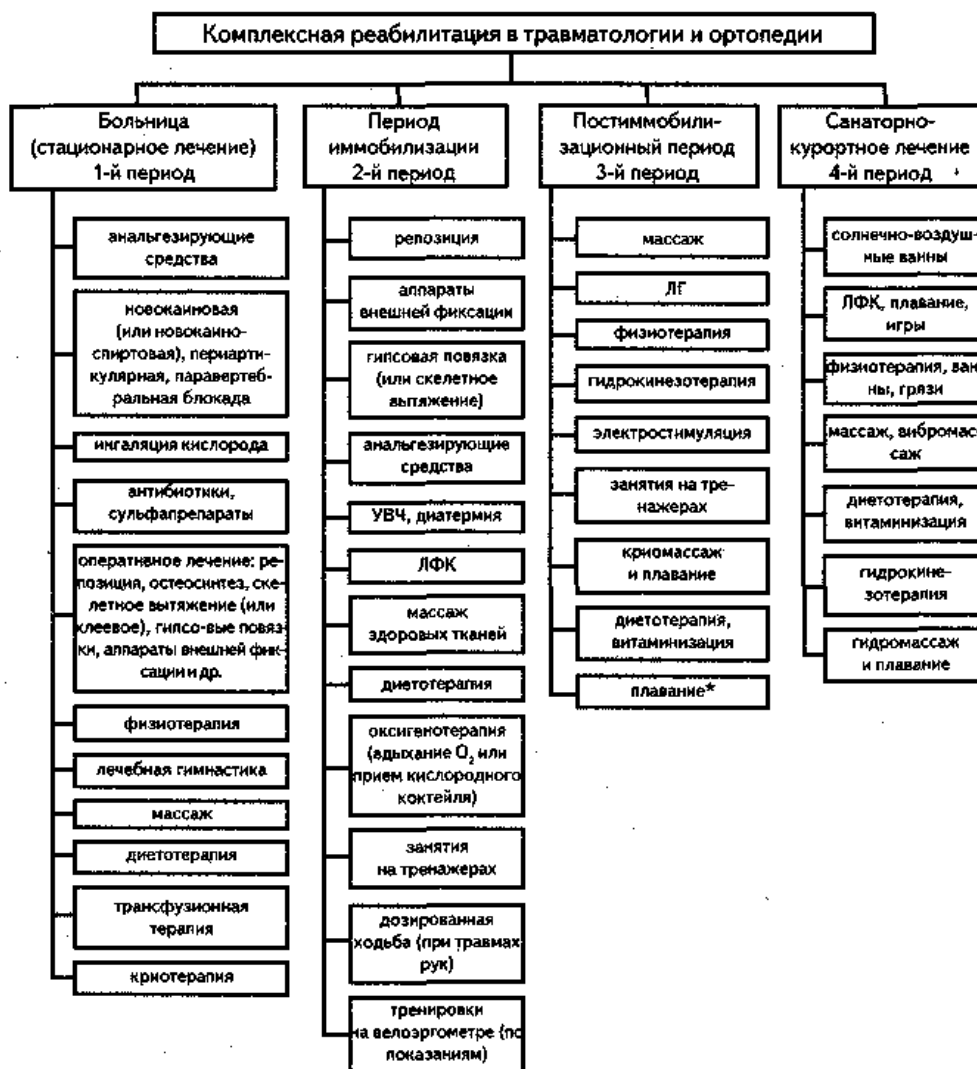 Комплексная реабилитация в травматологии и ортопедии
Больница
(стационарное лечение)
1-й период
анальгезирующие
средства
новокаиновая
(или новокаино-
спиртовая), периарти-
кулярная, паравертеб-
ральная блокада
ингаляция кислорода
антибиотики,
сульфапрепараты
оперативное лечение: ре-
позиция, остеосинтез, ске-
летное вытяжение (или
клеевое), гипсо-вые повяз-
ки, аппараты внешней фик-
сации и др.
физиотерапия
лечебная гимнастика
массаж
диетотерапия
трансфузионная
терапия
криотерапия
Период
иммобилизации
2-й период
репозиция
аппараты
внешней фиксации
гипсовая повязка
(или скелетное
вытяжение)
анальгезирующие
средства
УВЧ, диатермия
ЛФК
массаж
здоровых тканей
диетотерапия
оксигенотерапия
(вдыхание O₂ или
прием кислородного
коктейля)
занятия
на тренажерах
дозированная
ходьба (при травмах
рук)
тренировки
на велоэргометре (по
показаниям)
Постиммобили-
зационный период
3-й период
массаж
ЛГ
физиотерапия
гидрокинезотерапия
электростимуляция
занятия на тре-
нажерах
криомассаж
и плавание
диетотерапия,
витаминизация
плавание*
Санаторно-
курортное лечение
4-й период
солнечно-воздуш-
ные ванны
ЛФК, плавание,
игры
физиотерапия, ван-
ны, грязи
массаж, вибромас-
саж
диетотерапия,
витаминизация
гидрокине-
зотерапия
гидромассаж
и плавание